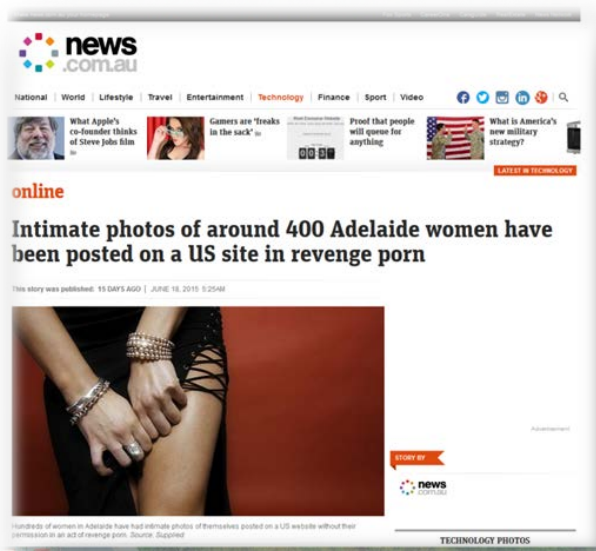 news
.com.au
National | World | Lifestyle | Travel | Entertainment | Technology | Finance | Sport | Video
What Apple's
co-founder thinks
of Steve Jobs film
Gamers are 'freaks
in the sack'
Proof that people
will queue for
anything
What is America's
new military
strategy?
LATEST IN TECHNOLOGY
online
Intimate photos of around 400 Adelaide women have
been posted on a US site in revenge porn
This story was published: 15 DAYS AGO | JUNE 18, 2015 5:25AM
Advertisement
STORY BY
news
.com.au
Hundreds of women in Adelaide have had intimate photos of themselves posted on a US website without their
permission in an act of revenge porn. Source: Supplied
TECHNOLOGY PHOTOS